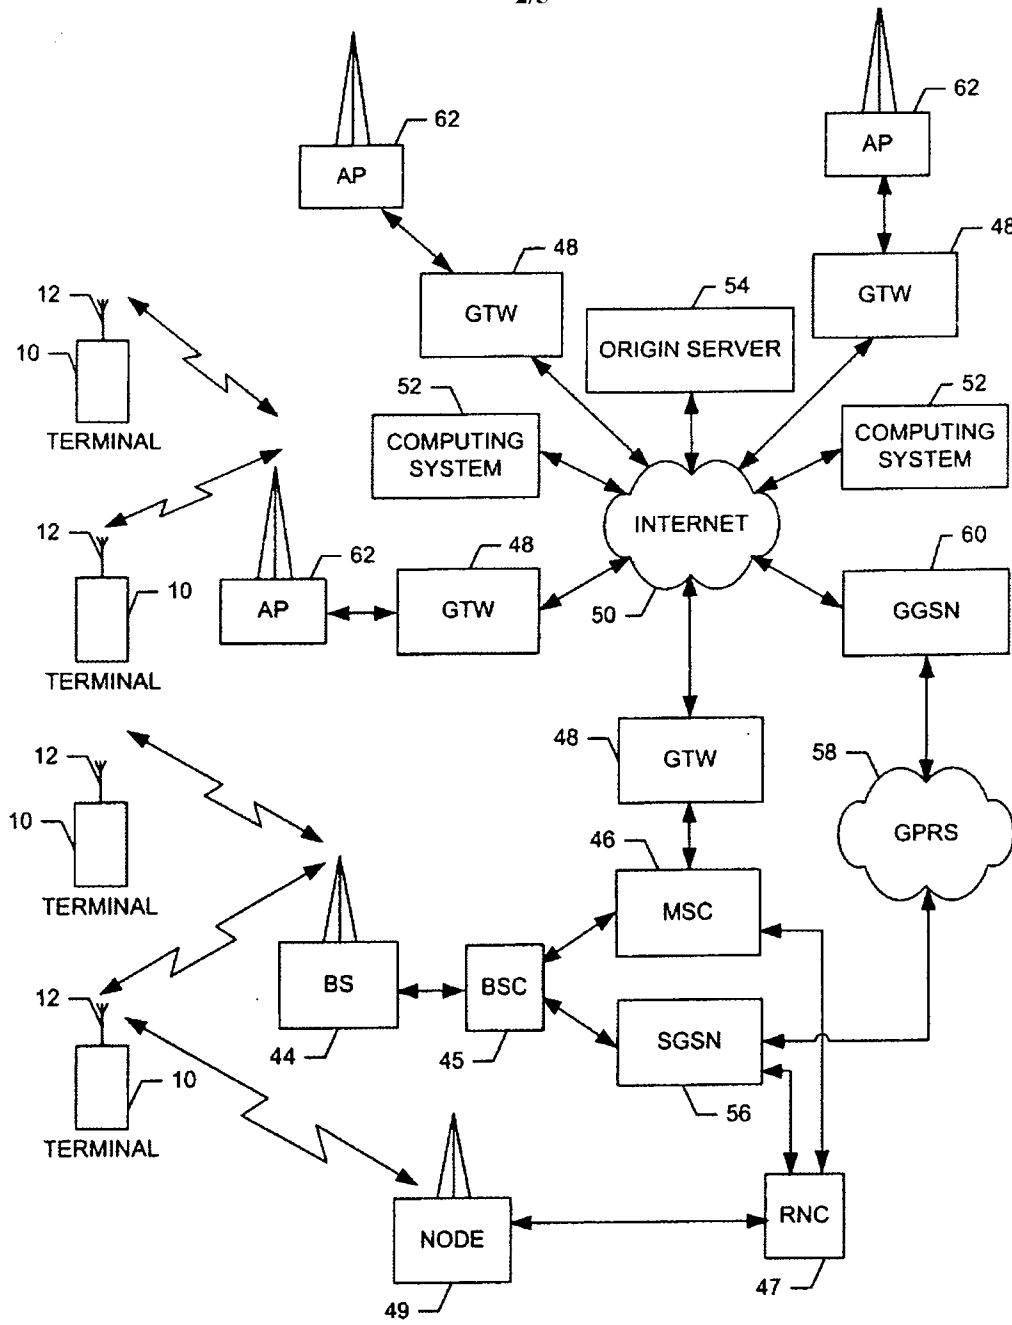 2/5
62
AP
62
AP
48
GTW
48
GTW
54
ORIGIN SERVER
12
10
TERMINAL
52
COMPUTING
SYSTEM
52
COMPUTING
SYSTEM
INTERNET
50
12
10
TERMINAL
62
AP
48
GTW
60
GGSN
48
GTW
58
GPRS
12
10
TERMINAL
46
MSC
BS
44
BSC
45
SGSN
56
12
10
TERMINAL
NODE
49
RNC
47